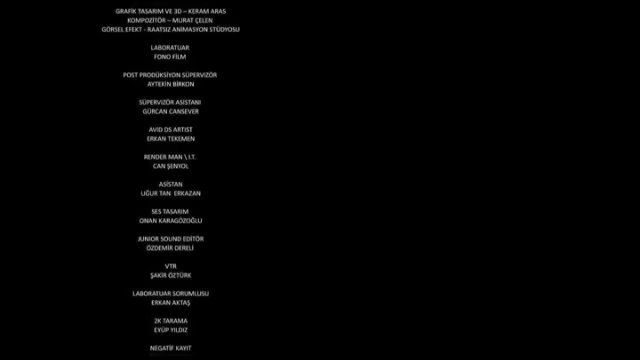 GRAFİK TASARIM VE 3D – KERAM ARAS
KOMPOZİTÖR – MURAT ÇELEN
GÖRSEL EFEKT - RAATSIZ ANİMASYON STÜDYOSU
LABORATUAR
FONO FİLM
POST PRODÜKSİYON SÜPERVİZÖR
AYTEKİN BİRKON
SÜPERVİZÖR ASİSTANI
GÜRCAN CANSEVER
AVID DS ARTIST
ERKAN TEKEMEN
RENDER MAN \ I.T.
CAN ŞENYOL
ASİSTAN
UĞUR TAN ERKAZAN
SES TASARIM
ONAN KARAGÖZOĞLU
JUNIOR SOUND EDİTÖR
ÖZDEMİR DERELİ
VTR
ŞAKİR ÖZTÜRK
LABORATUAR SORUMLUSU
ERKAN AKTAŞ
2K TARAMA
EYÜP YILDIZ
NEGATİF KAYIT